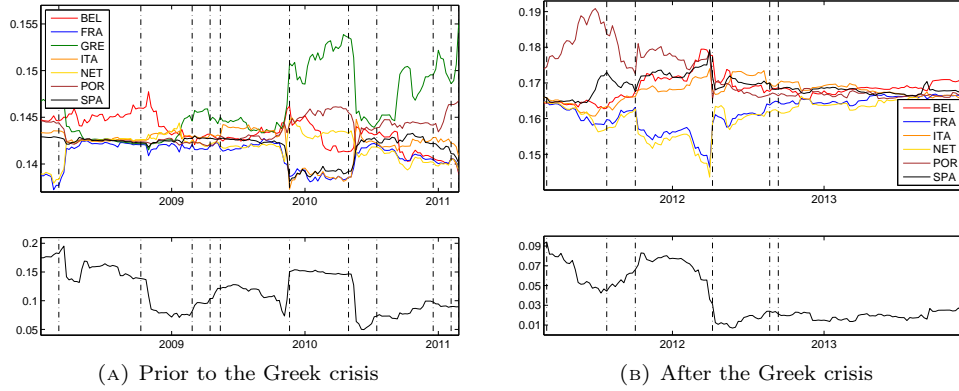 0.155
0.15
0.145
0.14
BEL
FRA
GRE
ITA
NET
POR
SPA
2009
2010
2011
0.2
0.15
0.1
0.05
2009
2010
2011
(A) Prior to the Greek crisis
0.19
0.18
0.17
0.16
0.15
BEL
FRA
ITA
NET
POR
SPA
2012
2013
0.09
0.07
0.05
0.03
0.01
2012
2013
(B) After the Greek crisis